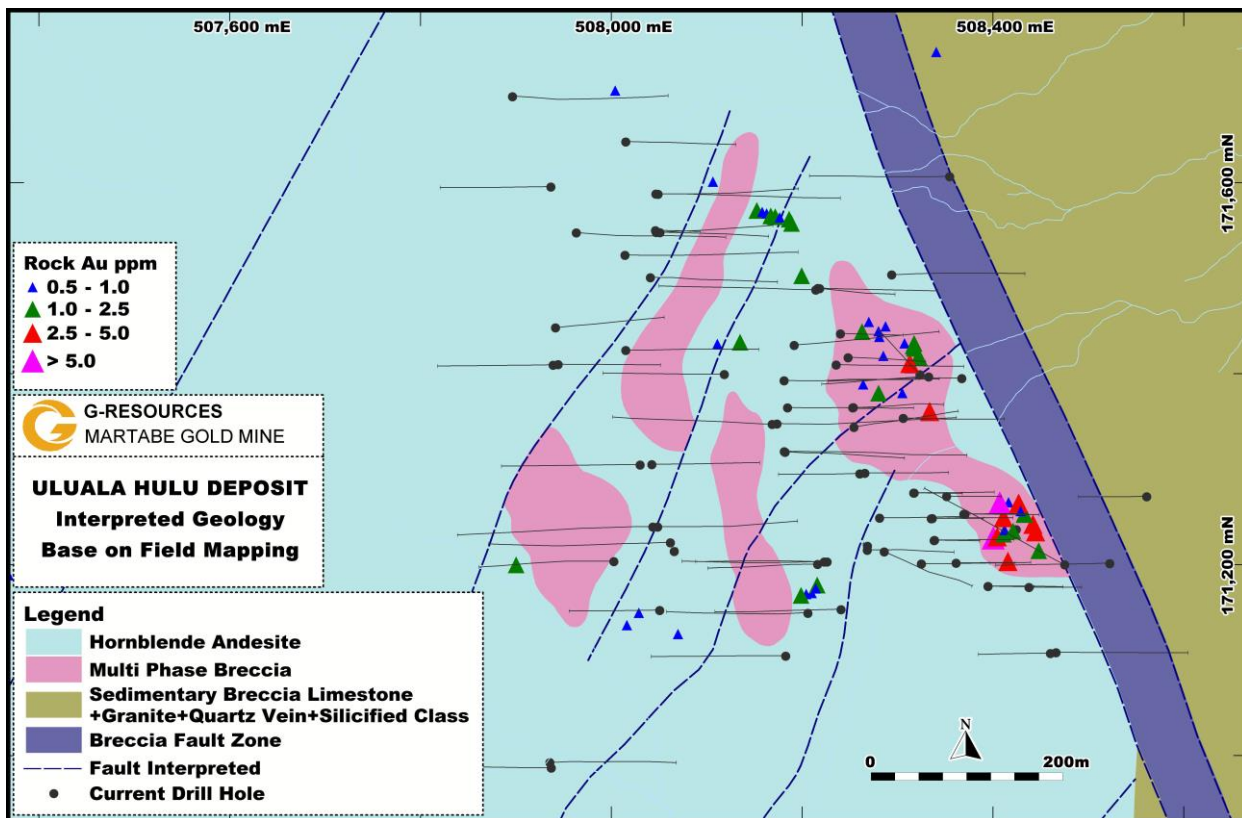 507,600 mE
508,000 mE
508,400 mE
171,600 mN
Rock Au ppm
0.5 - 1.0
1.0 - 2.5
2.5 - 5.0
> 5.0
G-RESOURCES
MARTABE GOLD MINE
ULUALA HULU DEPOSIT
Interpreted Geology
Base on Field Mapping
171,200 mN
Legend
Hornblende Andesite
Multi Phase Breccia
Sedimentary Breccia Limestone
+Granite+Quartz Vein+Silicified Class
Breccia Fault Zone
Fault Interpreted
Current Drill Hole
N
0 200m